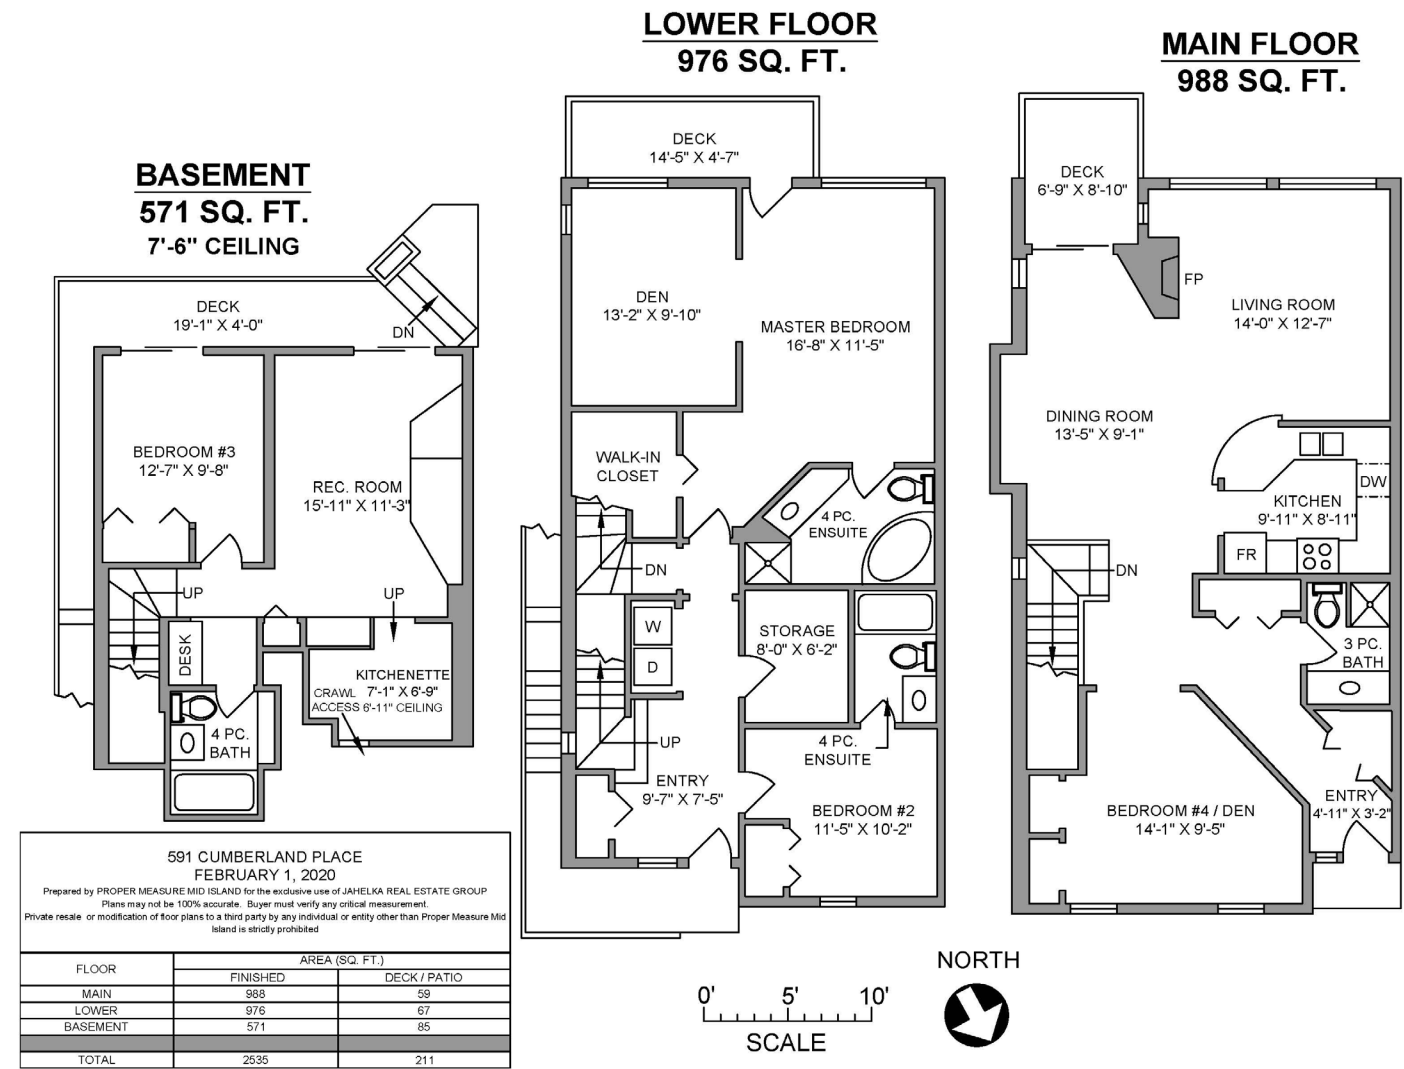 LOWER FLOOR
976 SQ. FT.
MAIN FLOOR
988 SQ. FT.
BASEMENT
571 SQ. FT.
7'-6" CEILING
DECK
19'-1" X 4'-0"
DN
BEDROOM #3
12'-7" X 9'-8"
REC. ROOM
15'-11" X 11'-3"
UP
UP
DESK
KITCHENETTE
7'-1" X 6'-9"
6'-11" CEILING
CRAWL
ACCESS
4 PC.
BATH
DECK
14'-5" X 4'-7"
DEN
13'-2" X 9'-10"
MASTER BEDROOM
16'-8" X 11'-5"
WALK-IN
CLOSET
4 PC.
ENSUITE
DN
W
D
STORAGE
8'-0" X 6'-2"
UP
4 PC.
ENSUITE
ENTRY
9'-7" X 7'-5"
BEDROOM #2
11'-5" X 10'-2"
DECK
6'-9" X 8'-10"
FP
LIVING ROOM
14'-0" X 12'-7"
DINING ROOM
13'-5" X 9'-1"
DW
KITCHEN
9'-11" X 8'-11"
FR
DN
3 PC.
BATH
BEDROOM #4 / DEN
14'-1" X 9'-5"
ENTRY
4'-11" X 3'-2"
591 CUMBERLAND PLACE
FEBRUARY 1, 2020
Prepared by PROPER MEASURE MID ISLAND for the exclusive use of JAHELKA REAL ESTATE GROUP
Plans may not be 100% accurate. Buyer must verify any critical measurement.
Private resale or modification of floor plans to a third party by any individual or entity other than Proper Measure Mid
Island is strictly prohibited
FLOOR
AREA (SQ. FT.)
FINISHED DECK / PATIO
MAIN 988 59
LOWER 976 67
BASEMENT 571 85
TOTAL 2535 211
0' 5' 10'
SCALE
NORTH